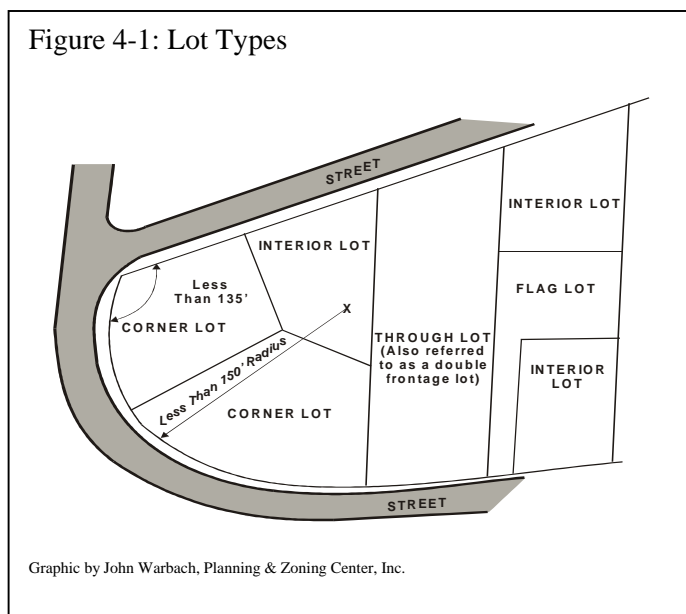 Figure 4-1: Lot Types
STREET
INTERIOR LOT
INTERIOR LOT
Less
Than 135'
FLAG LOT
X
CORNER LOT
THROUGH LOT
(Also referred
to as a double
frontage lot)
Less Than 150' Radius
INTERIOR
LOT
CORNER LOT
STREET
Graphic by John Warbach, Planning & Zoning Center, Inc.